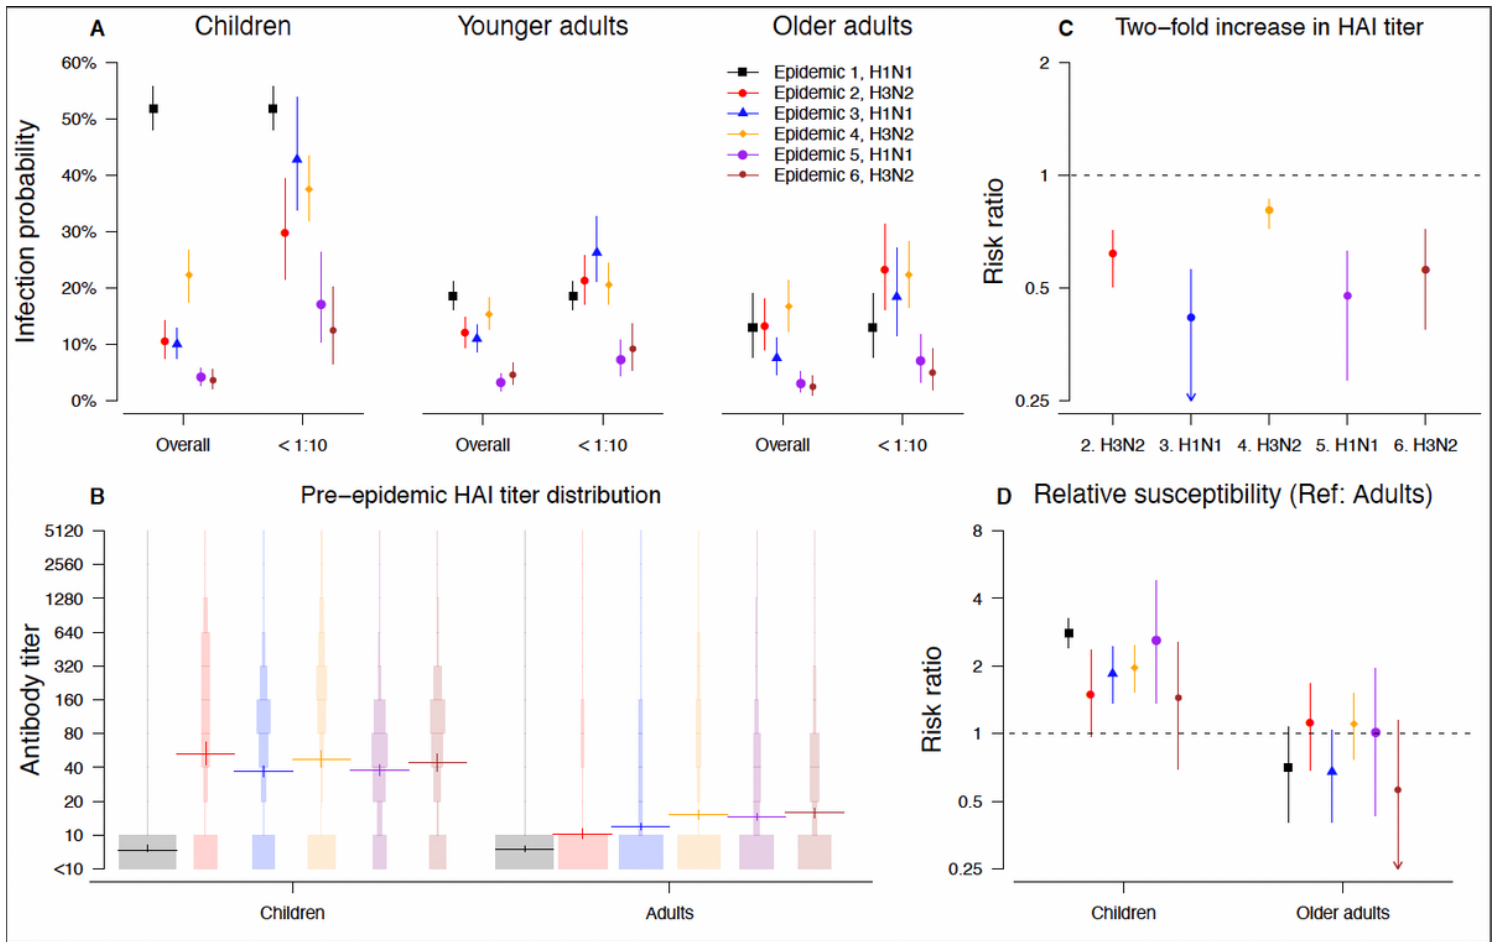 A
Children
Younger adults
Older adults
Infection probability
60%
50%
40%
30%
20%
10%
0%
Epidemic 1, H1N1
Epidemic 2, H3N2
Epidemic 3, H1N1
Epidemic 4, H3N2
Epidemic 5, H1N1
Epidemic 6, H3N2
Overall
< 1:10
Overall
< 1:10
Overall
< 1:10
C
Two−fold increase in HAI titer
Risk ratio
2
1
0.5
0.25
2. H3N2
3. H1N1
4. H3N2
5. H1N1
6. H3N2
B
Pre−epidemic HAI titer distribution
Antibody titer
5120
2560
1280
640
320
160
80
40
20
10
<10
Children
Adults
D
Relative susceptibility (Ref: Adults)
Risk ratio
8
4
2
1
0.5
0.25
Children
Older adults